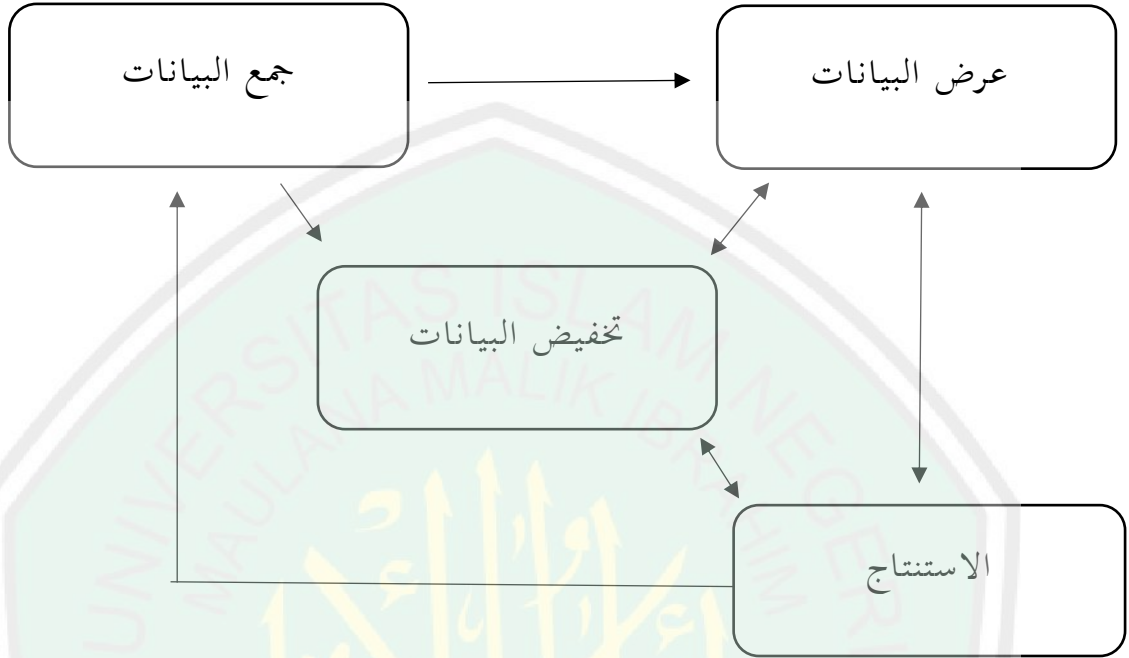 جمع البيانات
عرض البيانات
تخفيض البيانات
الاستنتاج
UNIVERSITAS ISLAM NEGERI
MAULANA MALIK IBRAHIM